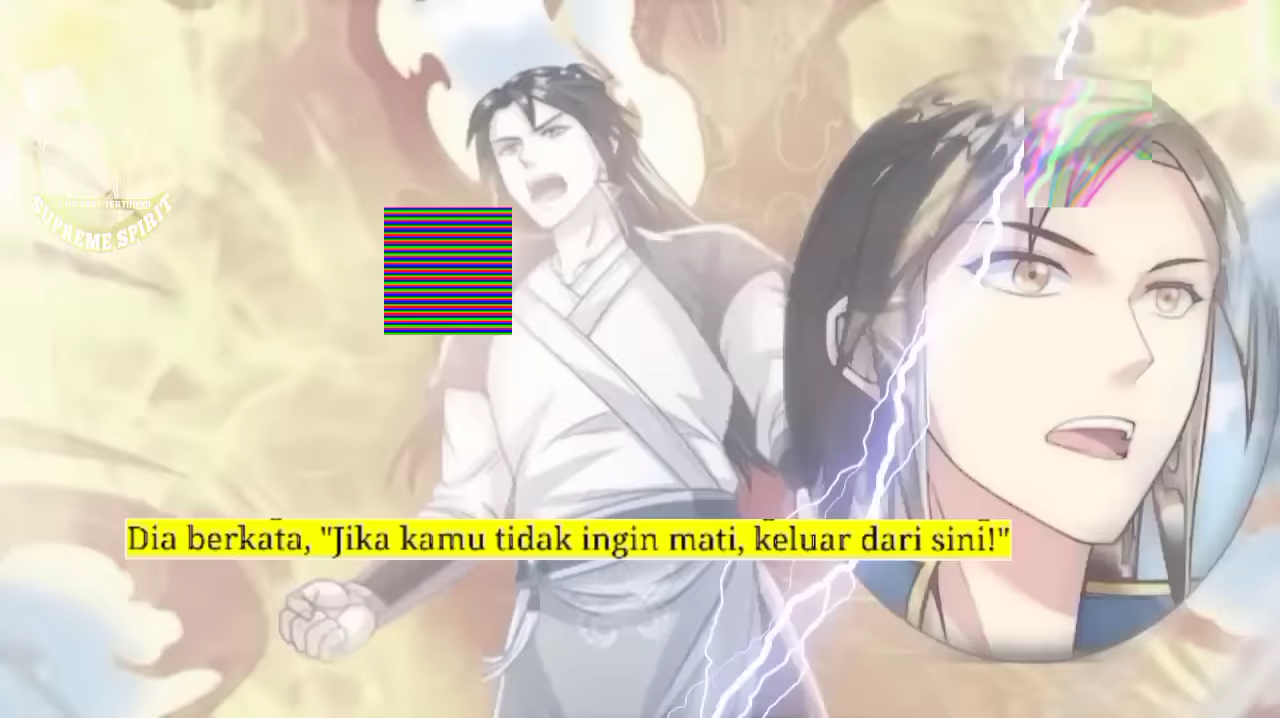 SUPREME SPIRIT
Dia berkata, "Jika kamu tidak ingin mati, keluar dari sini!"